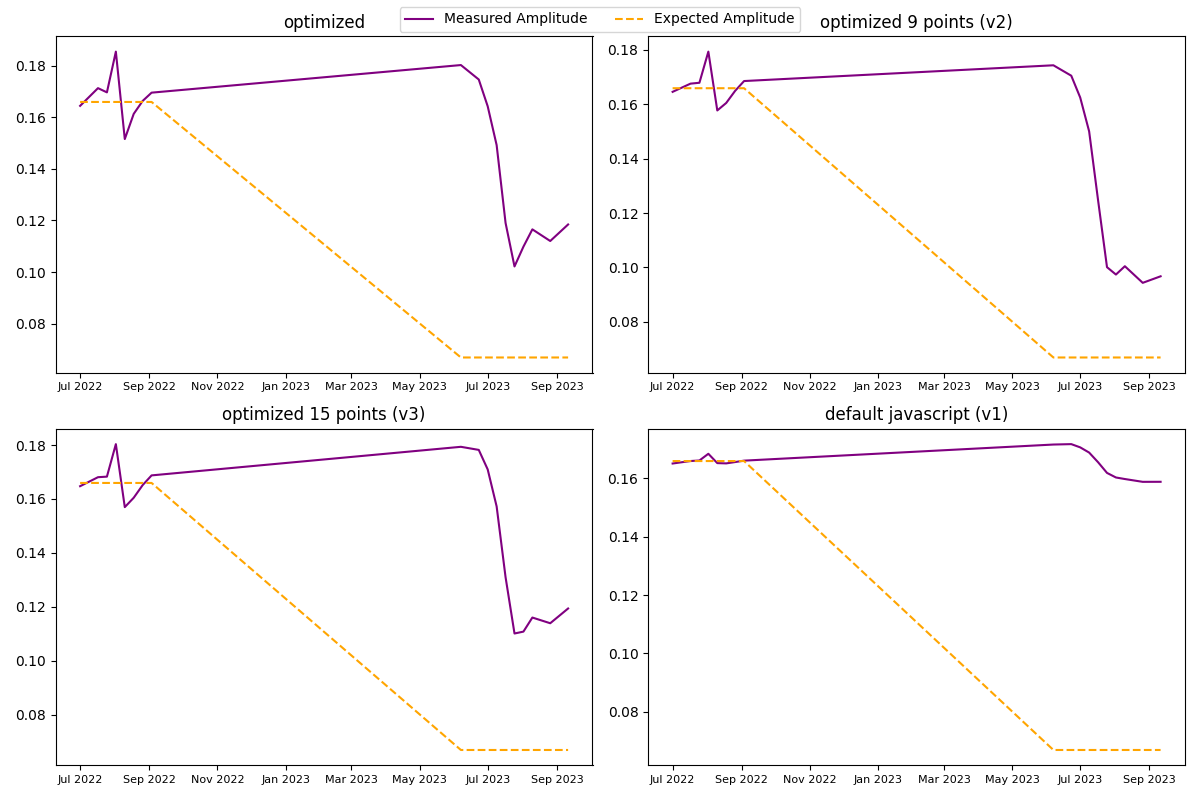 Measured Amplitude Expected Amplitude
optimized
0.18
0.16
0.14
0.12
0.10
0.08
Jul 2022 Sep 2022 Nov 2022 Jan 2023 Mar 2023 May 2023 Jul 2023 Sep 2023
optimized 9 points (v2)
0.18
0.16
0.14
0.12
0.10
0.08
Jul 2022 Sep 2022 Nov 2022 Jan 2023 Mar 2023 May 2023 Jul 2023 Sep 2023
optimized 15 points (v3)
0.18
0.16
0.14
0.12
0.10
0.08
Jul 2022 Sep 2022 Nov 2022 Jan 2023 Mar 2023 May 2023 Jul 2023 Sep 2023
default javascript (v1)
0.16
0.14
0.12
0.10
0.08
Jul 2022 Sep 2022 Nov 2022 Jan 2023 Mar 2023 May 2023 Jul 2023 Sep 2023